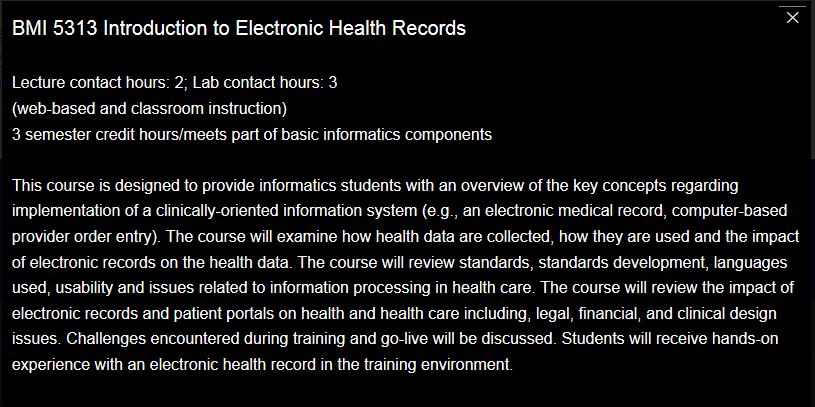 BMI 5313 Introduction to Electronic Health Records
Lecture contact hours: 2; Lab contact hours: 3
(web-based and classroom instruction)
3 semester credit hours/meets part of basic informatics components
This course is designed to provide informatics students with an overview of the key concepts regarding
implementation of a clinically-oriented information system (e.g., an electronic medical record, computer-based
provider order entry). The course will examine how health data are collected, how they are used and the impact
of electronic records on the health data. The course will review standards, standards development, languages
used, usability and issues related to information processing in health care. The course will review the impact of
electronic records and patient portals on health and health care including, legal, financial, and clinical design
issues. Challenges encountered during training and go-live will be discussed. Students will receive hands-on
experience with an electronic health record in the training environment.